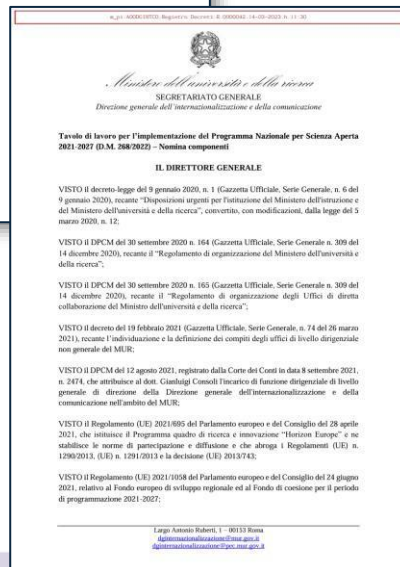 m_pi.AOODGINTCO.Registro Decreti.R.0000042.14-03-2023 h.11:30
Ministero dell'università e della ricerca
SEGRETARIATO GENERALE
Direzione generale dell'internazionalizzazione e della comunicazione
Tavolo di lavoro per l'implementazione del Programma Nazionale per Scienza Aperta
2021-2027 (D.M. 268/2022) – Nomina componenti
IL DIRETTORE GENERALE
VISTO il decreto-legge del 9 gennaio 2020, n. 1 (Gazzetta Ufficiale, Serie Generale, n. 6 del
9 gennaio 2020), recante "Disposizioni urgenti per l'istituzione del Ministero dell'istruzione e
del Ministero dell'università e della ricerca", convertito, con modificazioni, dalla legge del 5
marzo 2020, n. 12;
VISTO il DPCM del 30 settembre 2020 n. 164 (Gazzetta Ufficiale, Serie Generale n. 309 del
14 dicembre 2020), recante il "Regolamento di organizzazione del Ministero dell'università e
della ricerca";
VISTO il DPCM del 30 settembre 2020 n. 165 (Gazzetta Ufficiale, Serie Generale n. 309 del
14 dicembre 2020), recante il "Regolamento di organizzazione degli Uffici di diretta
collaborazione del Ministro dell'università e della ricerca";
VISTO il decreto del 19 febbraio 2021 (Gazzetta Ufficiale, Serie Generale, n. 74 del 26 marzo
2021), recante l'individuazione e la definizione dei compiti degli uffici di livello dirigenziale
non generale del MUR;
VISTO il DPCM del 12 agosto 2021, registrato dalla Corte dei Conti in data 8 settembre 2021,
n. 2474, che attribuisce al dott. Gianluigi Consoli l'incarico di funzione dirigenziale di livello
generale di direzione della Direzione generale dell'internazionalizzazione e della
comunicazione nell'ambito del MUR;
VISTO il Regolamento (UE) 2021/695 del Parlamento europeo e del Consiglio del 28 aprile
2021, che istituisce il Programma quadro di ricerca e innovazione "Horizon Europe" e ne
stabilisce le norme di partecipazione e diffusione e che abroga i Regolamenti (UE) n.
1290/2013, (UE) n. 1291/2013 e la decisione (UE) 2013/743;
VISTO il Regolamento (UE) 2021/1058 del Parlamento europeo e del Consiglio del 24 giugno
2021, relativo al Fondo europeo di sviluppo regionale ed al Fondo di coesione per il periodo
di programmazione 2021-2027;
Largo Antonio Ruberti, 1 – 00153 Roma
dginternazionalizzazione@mur.gov.it
dginternazionalizzazione@pec.mur.gov.it